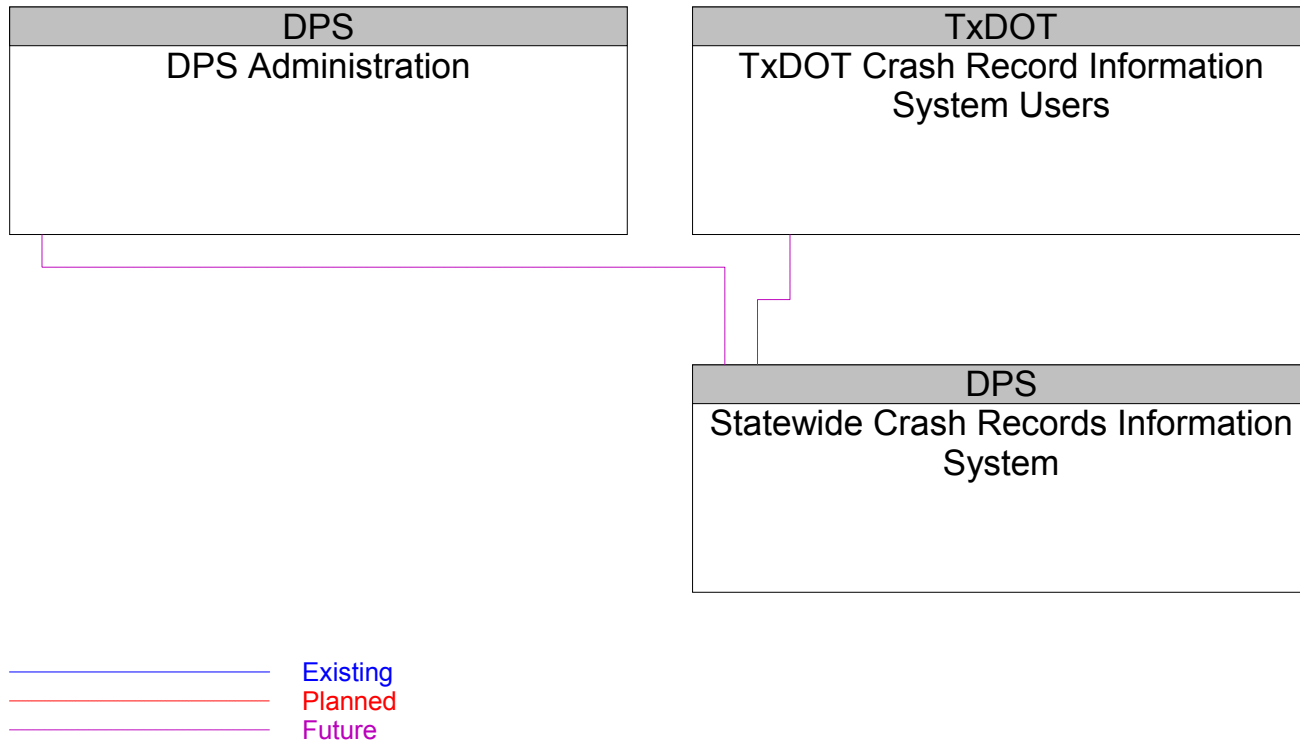 DPS
DPS Administration
TxDOT
TxDOT Crash Record Information
System Users
DPS
Statewide Crash Records Information
System
Existing
Planned
Future